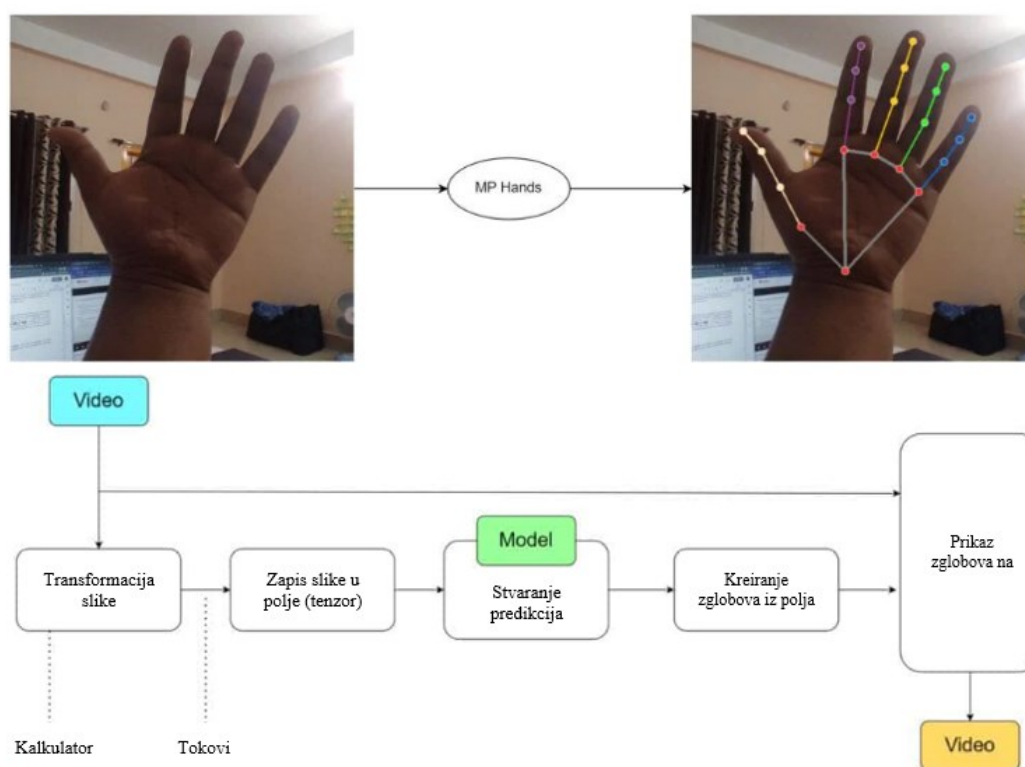 MP Hands
Video
Model
Transformacija
slike
Zapis slike u
polje (tenzor)
Stvaranje
predikcija
Kreiranje
zglobova iz polja
Prikaz
zglobova na
Kalkulator
Tokovi
Video